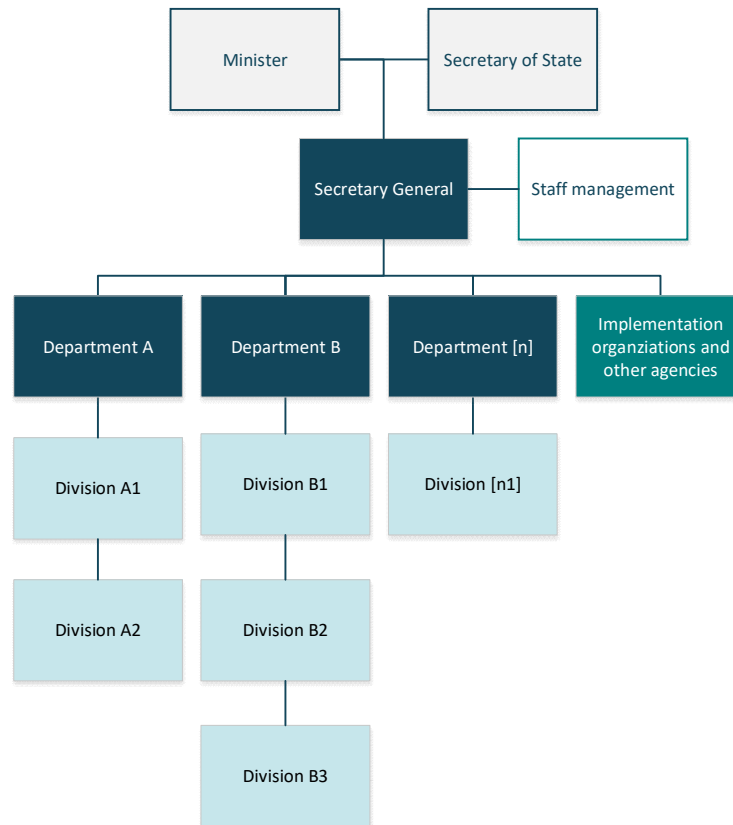 Minister
Secretary of State
Secretary General
Staff management
Department A
Department B
Department [n]
Implementation
organziations and
other agencies
Division A1
Division B1
Division [n1]
Division A2
Division B2
Division B3